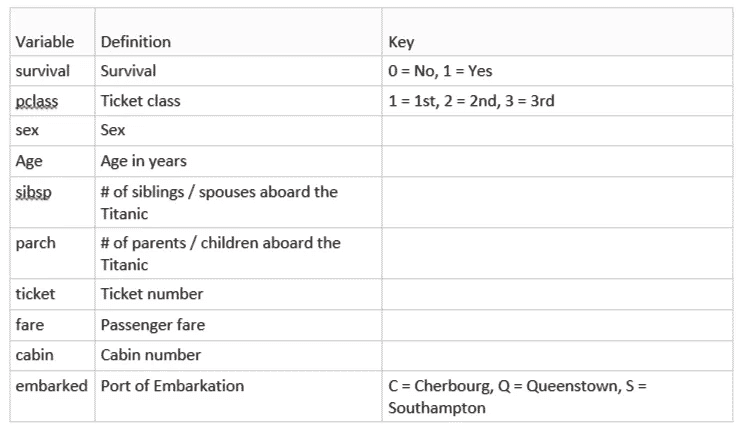 Variable Definition Key
survival Survival 0 = No, 1 = Yes
pclass Ticket class 1 = 1st, 2 = 2nd, 3 = 3rd
sex Sex
Age Age in years
sibsp # of siblings / spouses aboard the
Titanic
parch # of parents / children aboard the
Titanic
ticket Ticket number
fare Passenger fare
cabin Cabin number
embarked Port of Embarkation C = Cherbourg, Q = Queenstown, S =
Southampton